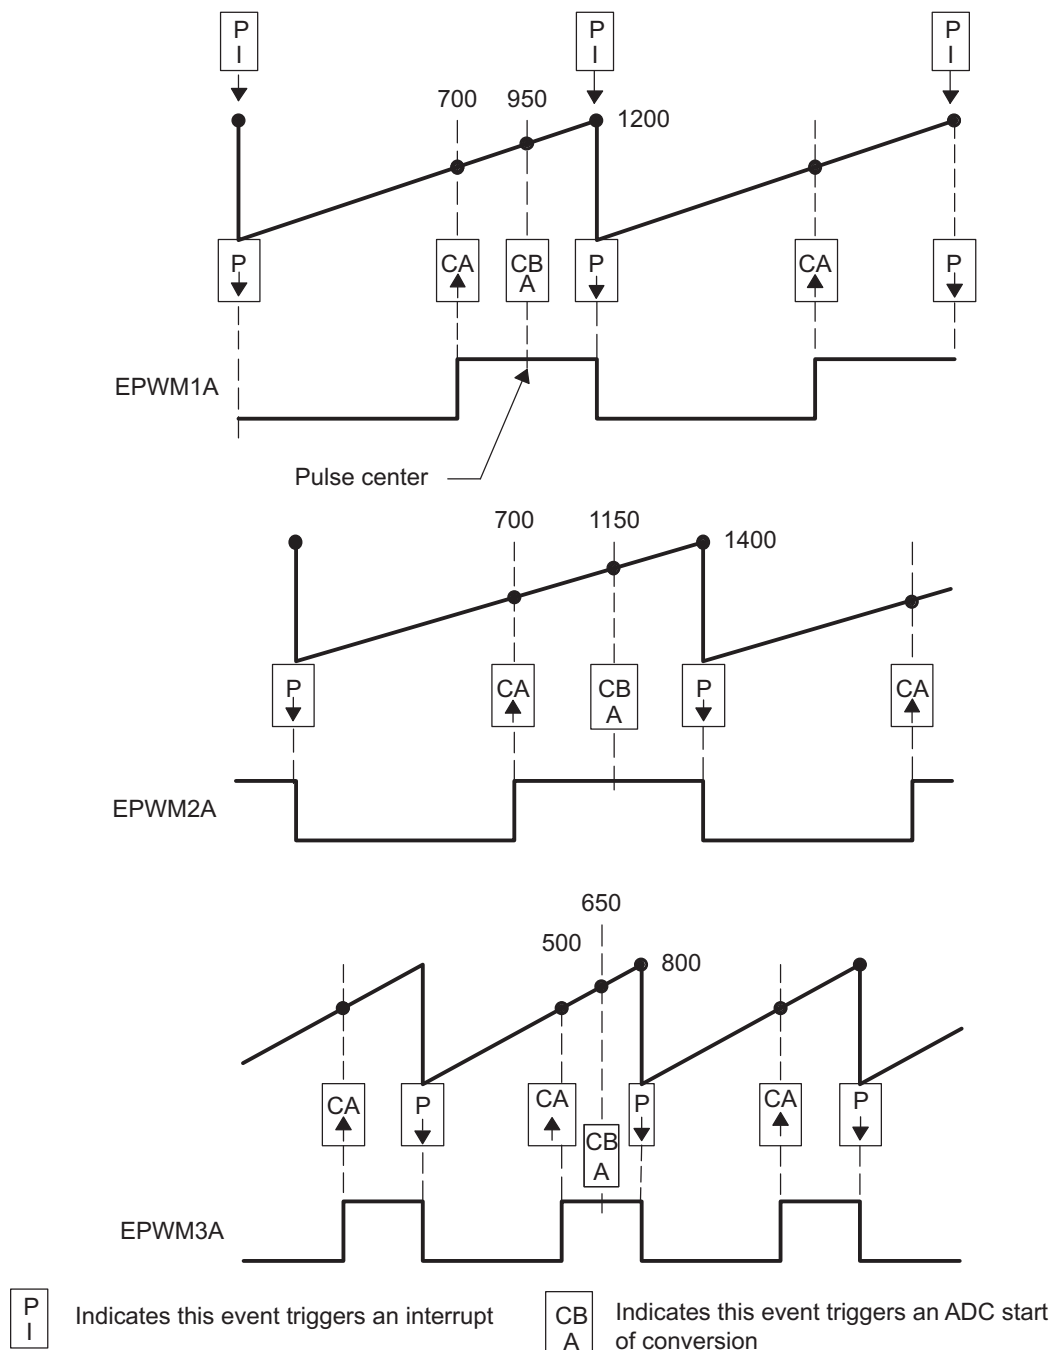 P
I
P
I
P
I
700 950
1200
P
CA
CB
A
P
CA
P
EPWM1A
Pulse center
700 1150
1400
P
CA
CB
A
P
CA
EPWM2A
650
500
800
CA
P
CA
CB
A
P
CA
P
EPWM3A
P
I
Indicates this event triggers an interrupt
CB
A
Indicates this event triggers an ADC start
of conversion